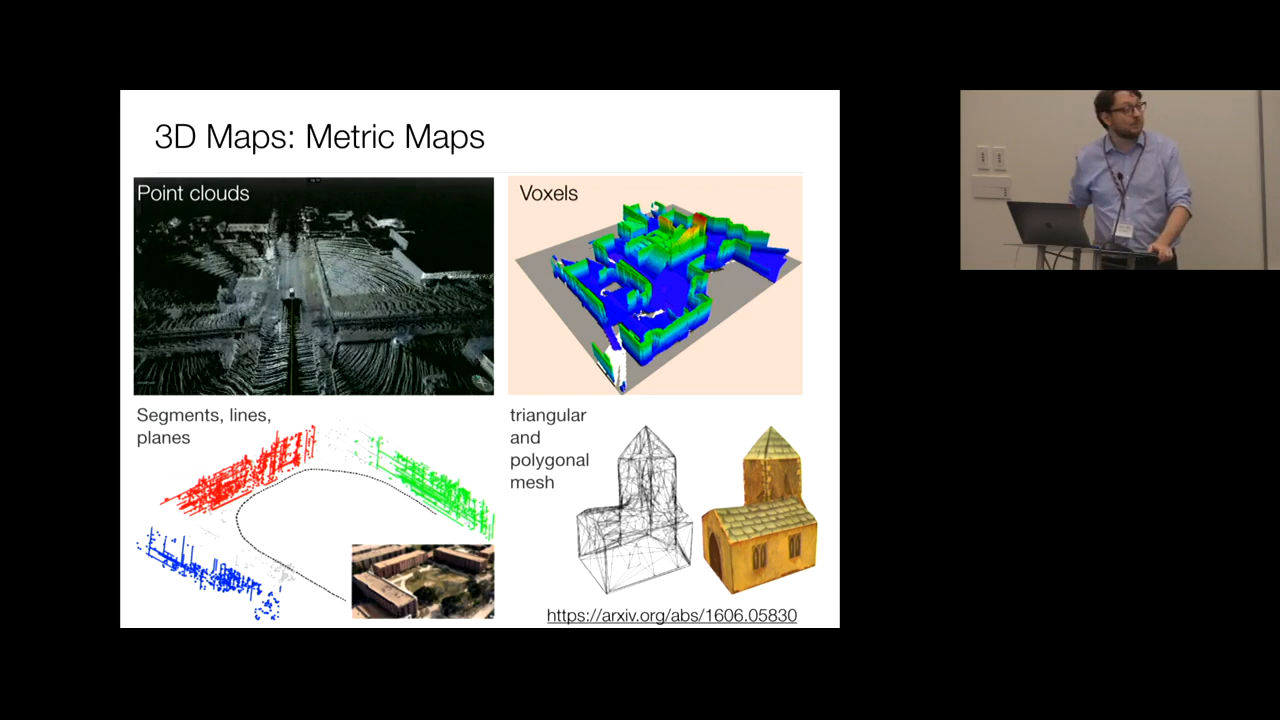 3D Maps: Metric Maps
Point clouds
Voxels
Segments, lines,
planes
triangular
and
polygonal
mesh
https://arxiv.org/abs/1606.05830